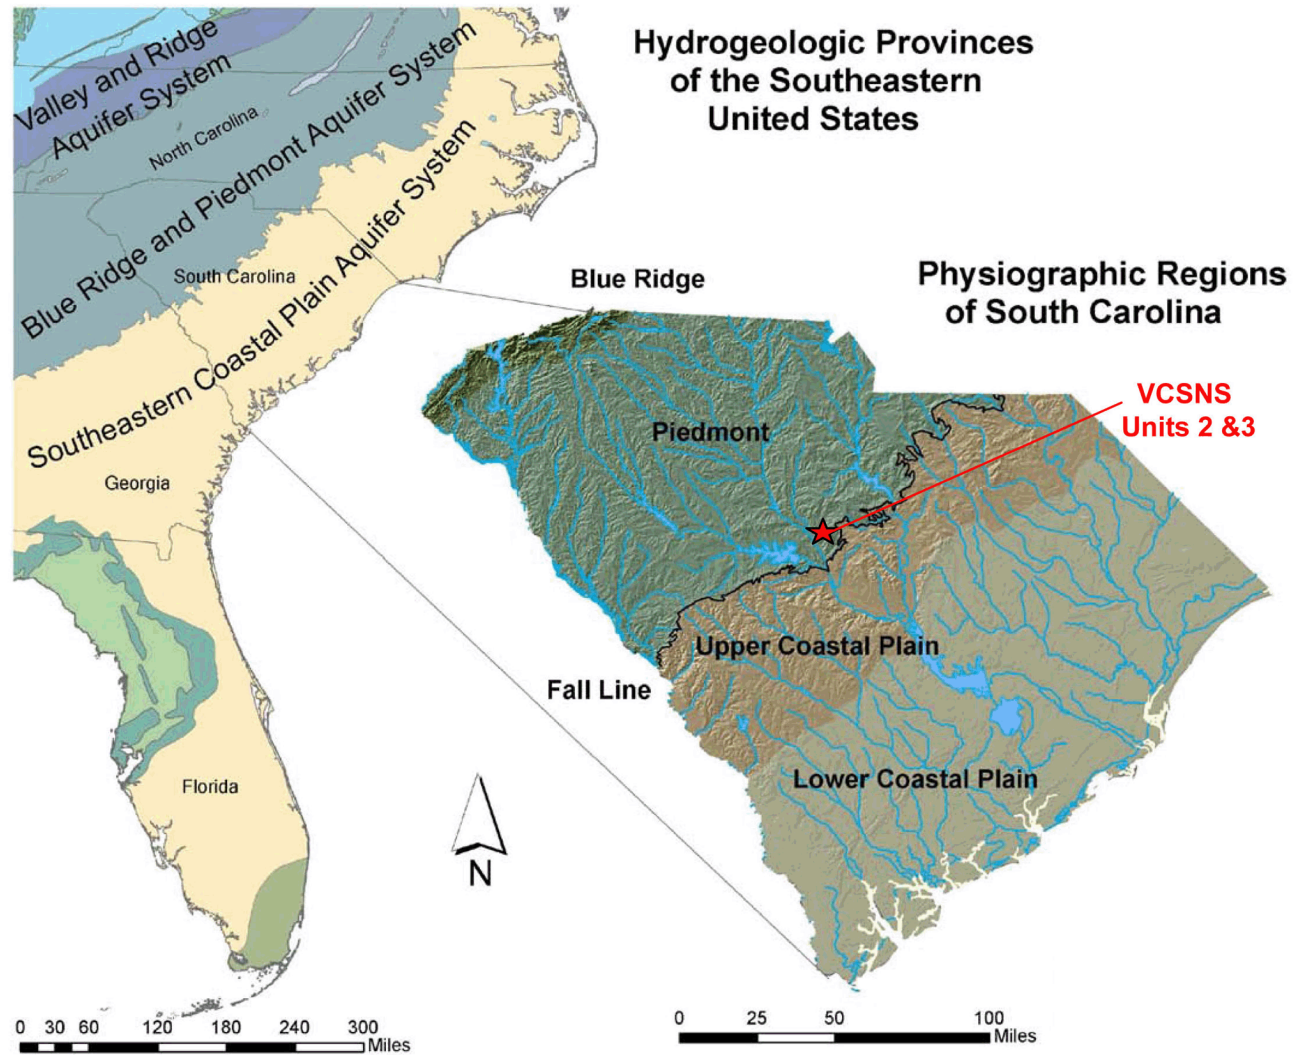 Hydrogeologic Provinces
of the Southeastern
United States
Valley and Ridge
Aquifer System
North Carolina
Blue Ridge and Piedmont Aquifer System
South Carolina
Southeastern Coastal Plain Aquifer System
Georgia
Florida
Physiographic Regions
of South Carolina
Blue Ridge
VCSNS
Units 2 &3
Piedmont
Upper Coastal Plain
Fall Line
Lower Coastal Plain
N
0 30 60 120 180 240 300
Miles
0 25 50 100
Miles